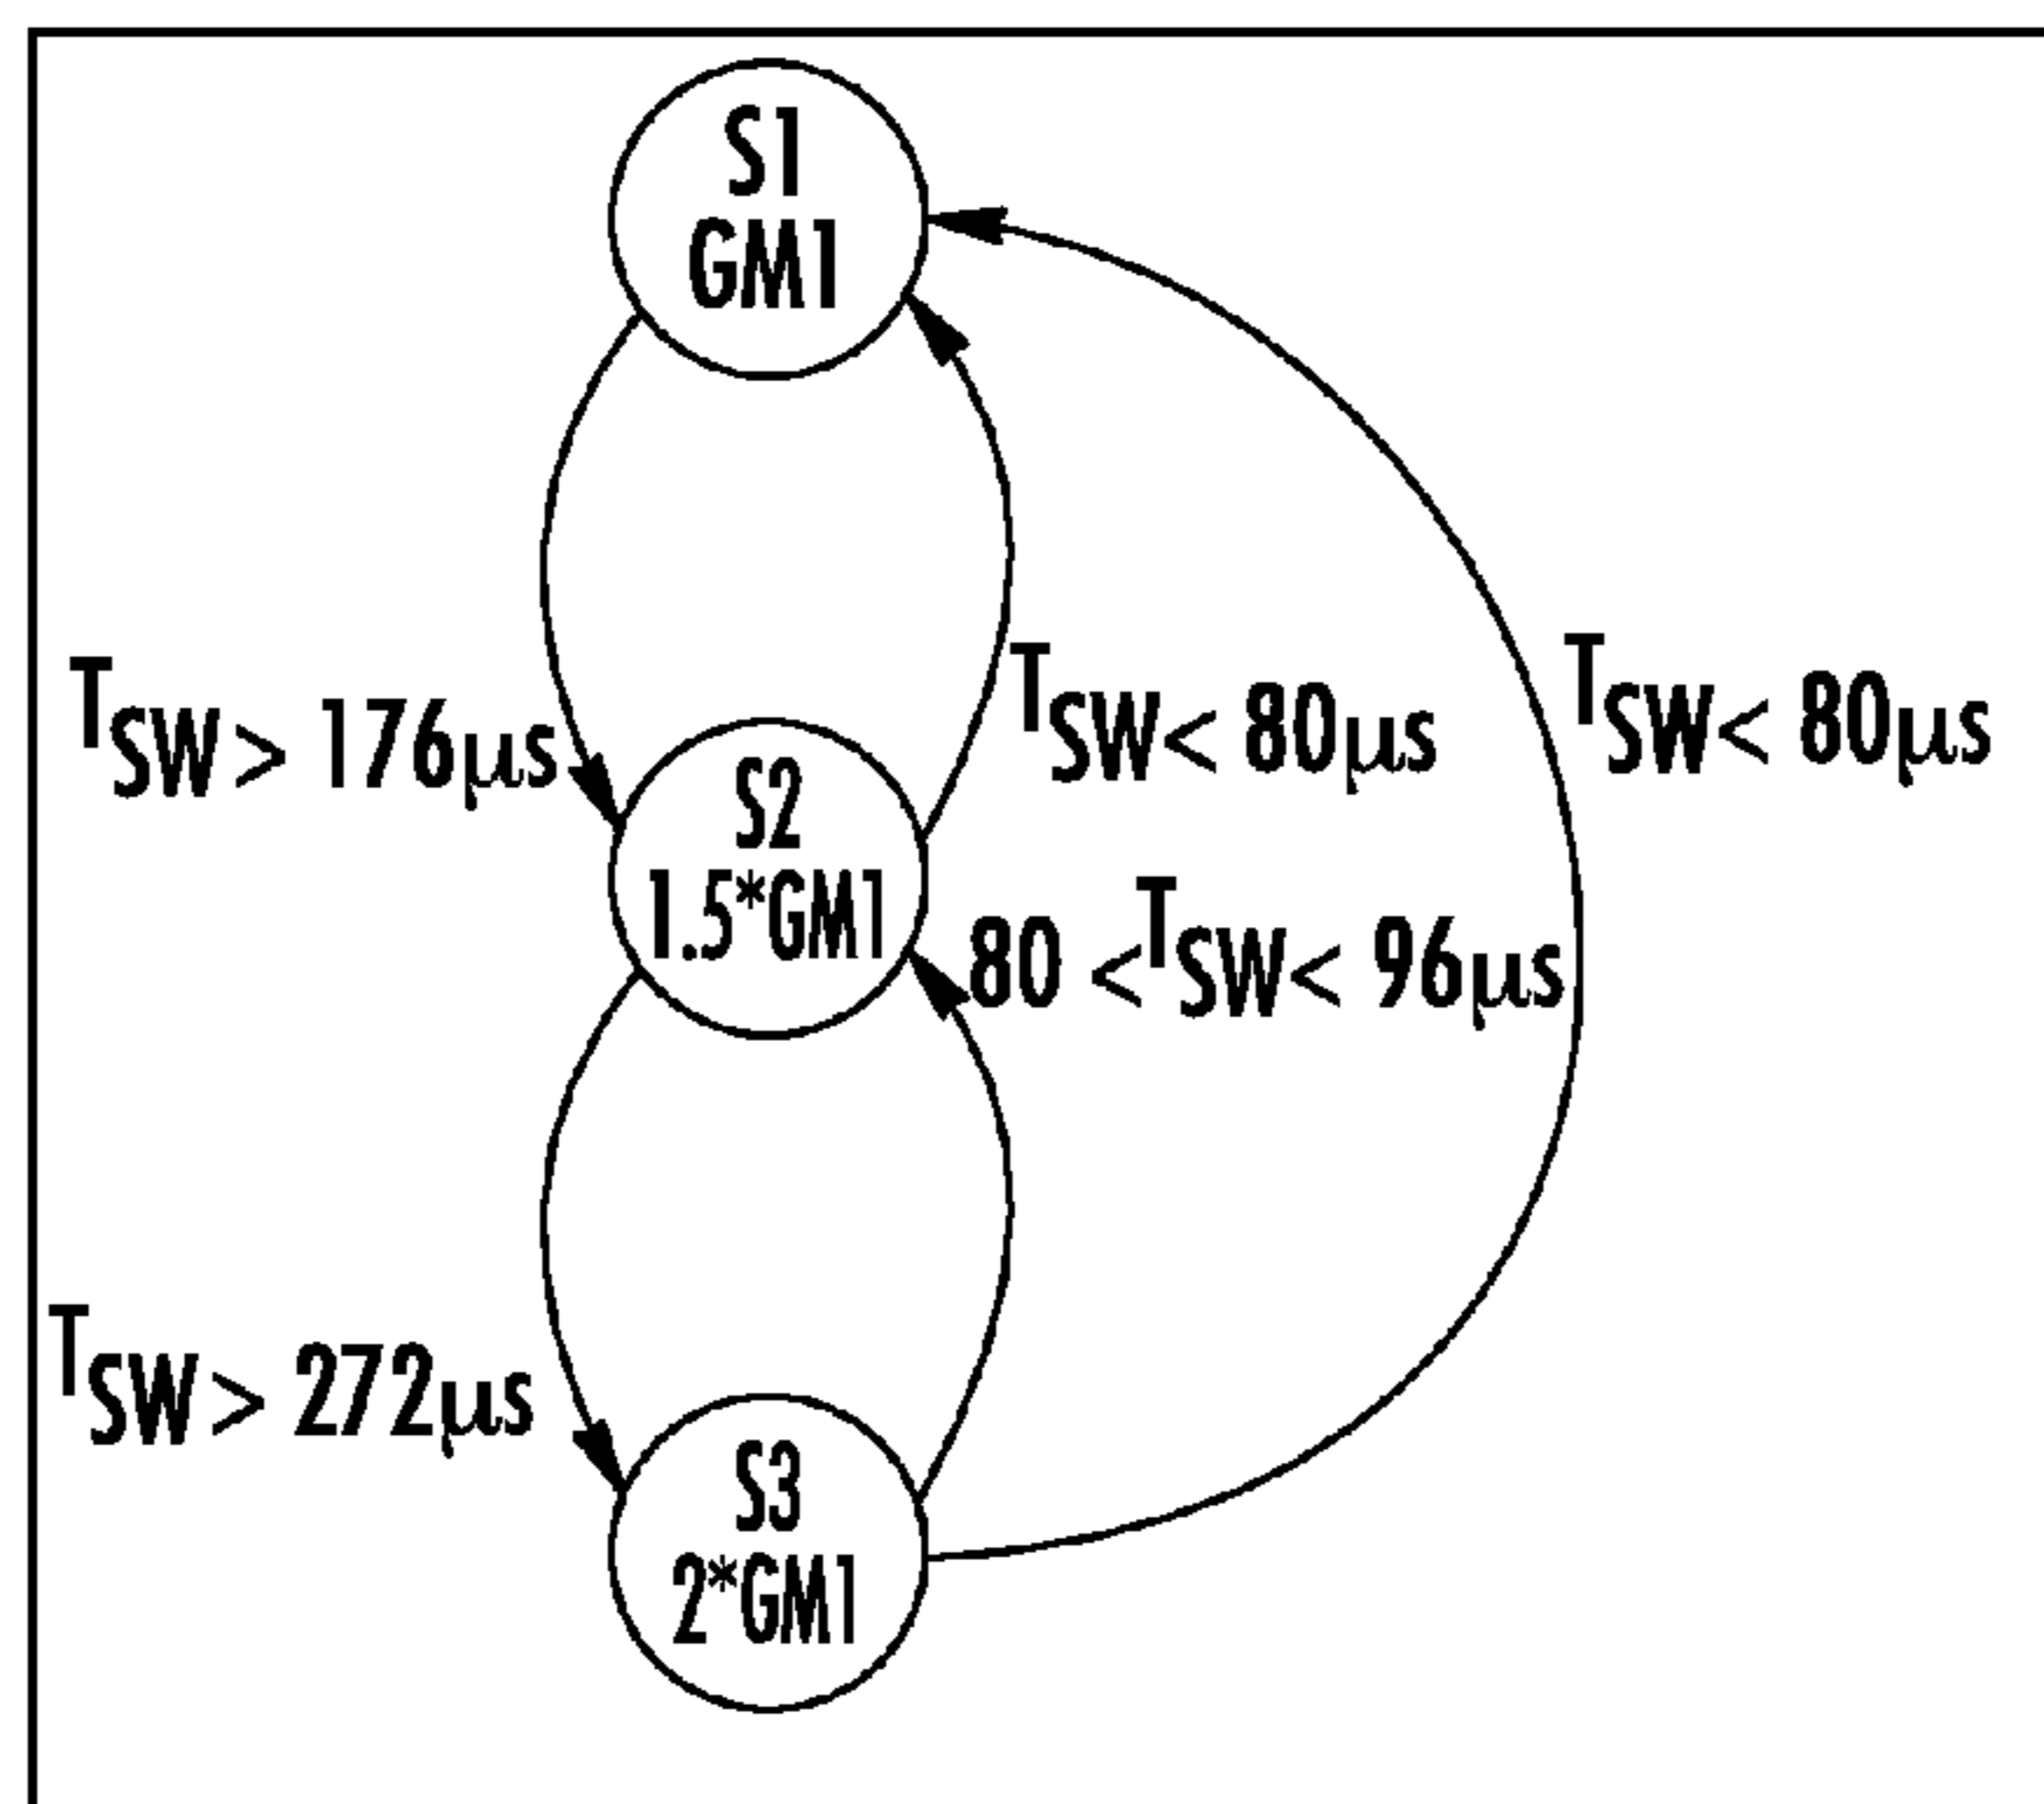 S1
GM1
TSW > 176μs
TSW < 80μs
TSW < 80μs
S2
1.5*GM1
80 < TSW < 96μs
TSW > 272μs
S3
2*GM1